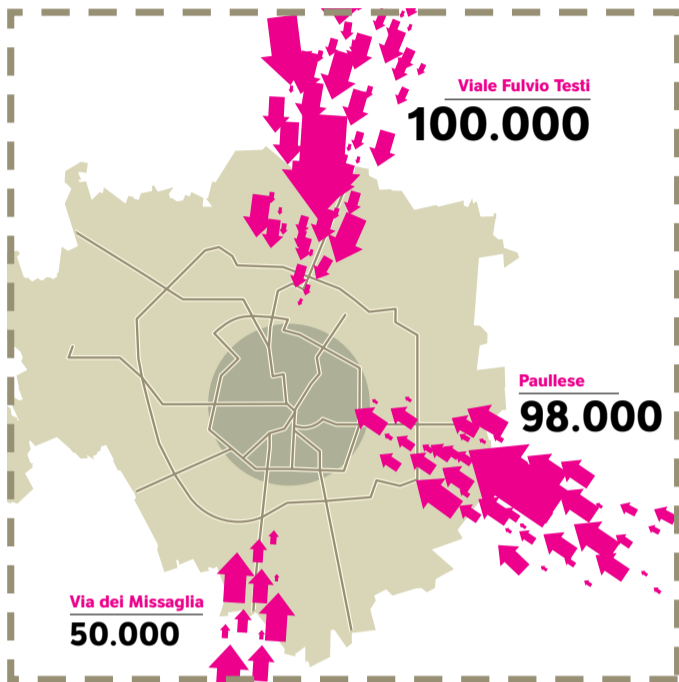 Viale Fulvio Testi
100.000
Paullese
98.000
Via dei Missaglia
50.000